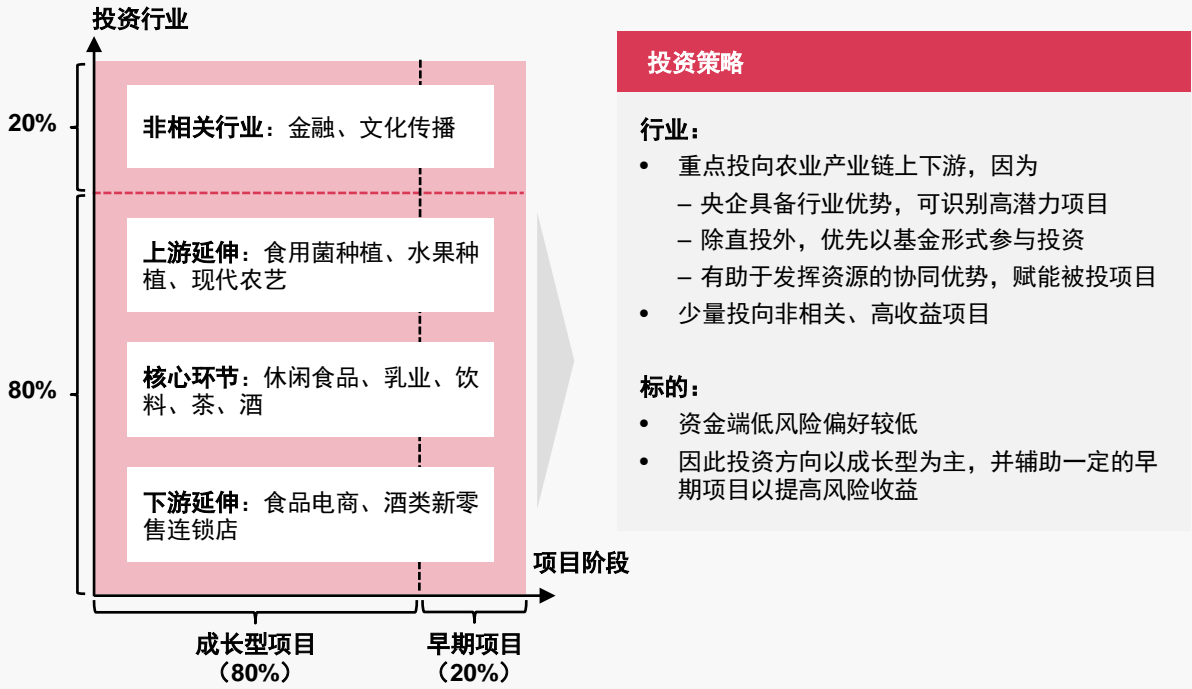 投资行业
20%
非相关行业：金融、文化传播
上游延伸：食用菌种植、水果种
植、现代农艺
80%
核心环节：休闲食品、乳业、饮
料、茶、酒
下游延伸：食品电商、酒类新零
售连锁店
项目阶段
成长型项目
（80%）
早期项目
（20%）
投资策略
行业：
• 重点投向农业产业链上下游，因为
– 央企具备行业优势，可识别高潜力项目
– 除直投外，优先以基金形式参与投资
– 有助于发挥资源的协同优势，赋能被投项目
• 少量投向非相关、高收益项目
标的：
• 资金端低风险偏好较低
• 因此投资方向以成长型为主，并辅助一定的早
期项目以提高风险收益